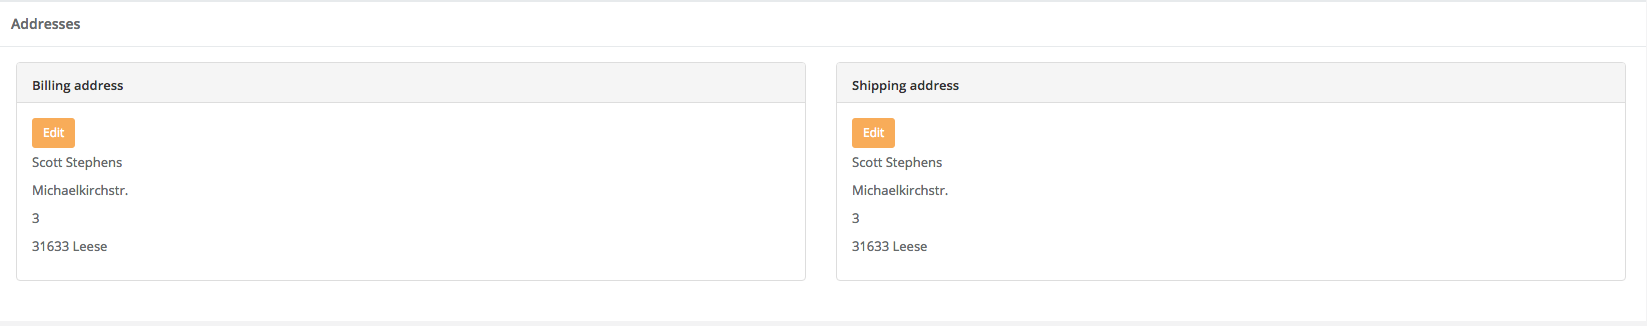 Addresses
Billing address
Edit
Scott Stephens
Michaelkirchstr.
3
31633 Leese
Shipping address
Edit
Scott Stephens
Michaelkirchstr.
3
31633 Leese